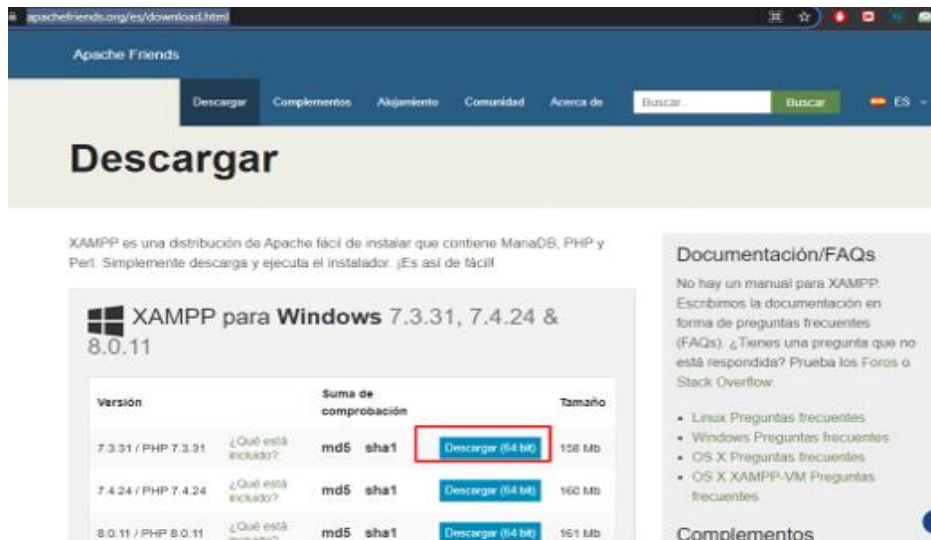 apachefriends.org/es/download.html
Apache Friends
Descargar Complementos Alojamiento Comunidad Acerca de Buscar... Buscar ES
Descargar
XAMPP es una distribución de Apache fácil de instalar que contiene MariaDB, PHP y
Perl. Simplemente descarga y ejecuta el instalador. ¡Es así de fácil!
XAMPP para Windows 7.3.31, 7.4.24 &
8.0.11
Versión Suma de comprobación Tamaño
7.3.31 / PHP 7.3.31 ¿Qué está incluido? md5 sha1 Descargar (64 bit) 158 Mb
7.4.24 / PHP 7.4.24 ¿Qué está incluido? md5 sha1 Descargar (64 bit) 160 Mb
8.0.11 / PHP 8.0.11 ¿Qué está incluido? md5 sha1 Descargar (64 bit) 161 Mb
Documentación/FAQs
No hay un manual para XAMPP.
Escribimos la documentación en
forma de preguntas frecuentes
(FAQs). ¿Tienes una pregunta que no
está respondida? Prueba los Foros o
Stack Overflow.
Linux Preguntas frecuentes
Windows Preguntas frecuentes
OS X Preguntas frecuentes
OS X XAMPP-VM Preguntas
frecuentes
Complementos